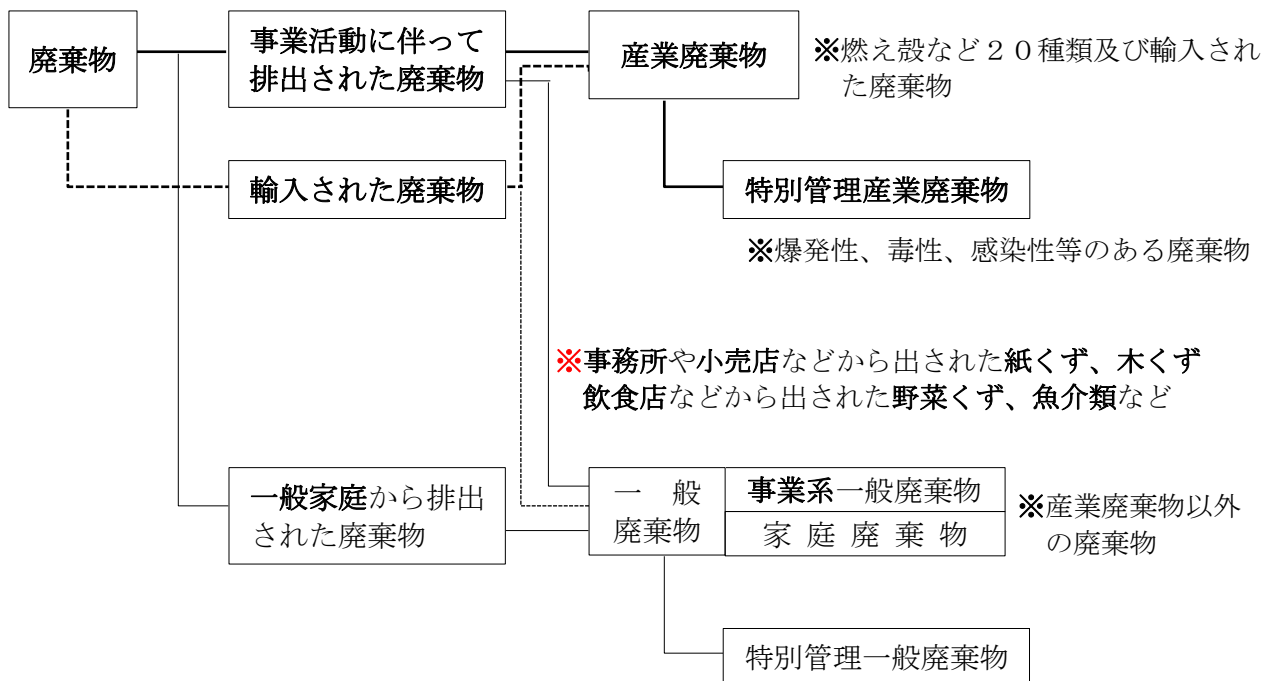 廃棄物
事業活動に伴って
排出された廃棄物
産業廃棄物
※燃え殻など２０種類及び輸入され
た廃棄物
輸入された廃棄物
特別管理産業廃棄物
※爆発性、毒性、感染性等のある廃棄物
※事務所や小売店などから出された紙くず、木くず
飲食店などから出された野菜くず、魚介類など
一般家庭から排出
された廃棄物
一　般
廃棄物
事業系一般廃棄物
家 庭 廃 棄 物
※産業廃棄物以外
の廃棄物
特別管理一般廃棄物